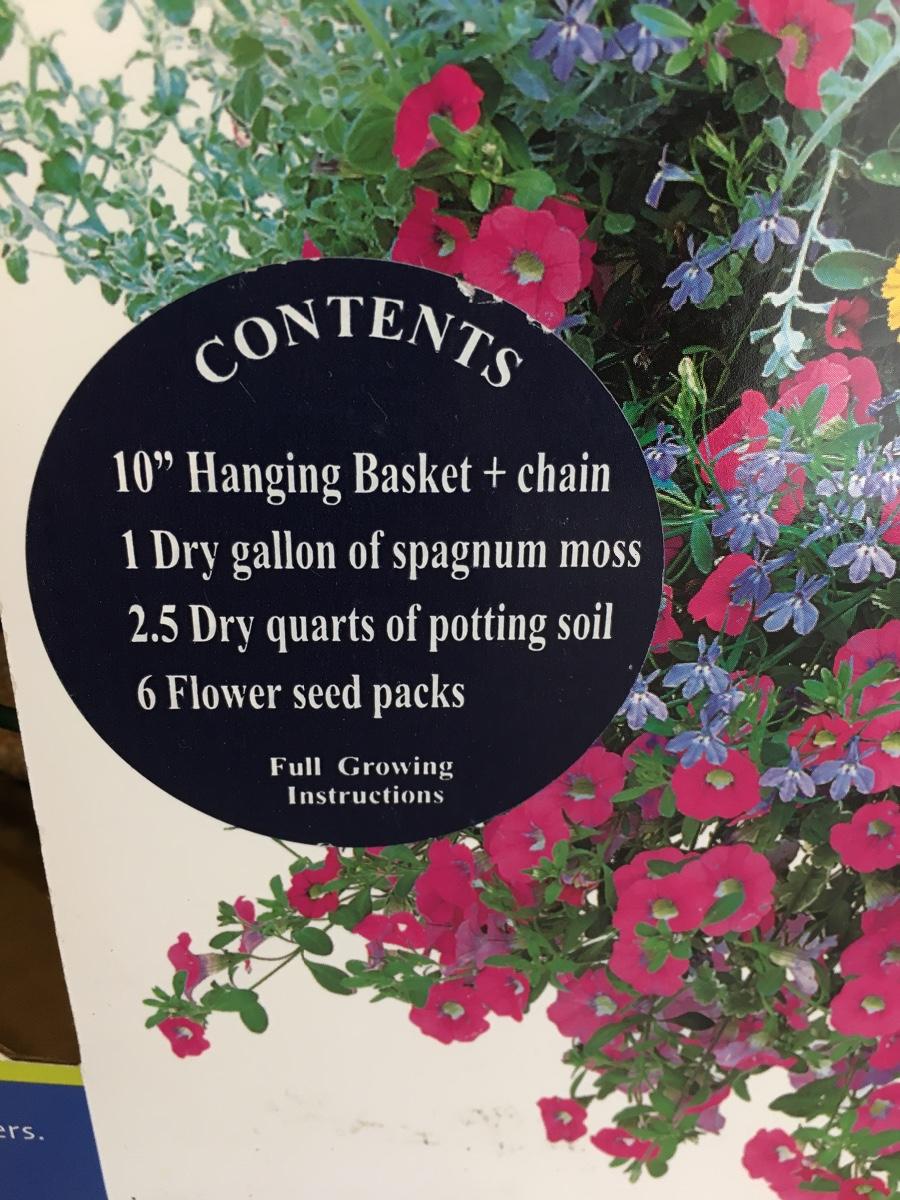 CONTENTS
10” Hanging Basket + chain
1 Dry gallon of spagnum moss
2.5 Dry quarts of potting soil
6 Flower seed packs
Full Growing
Instructions